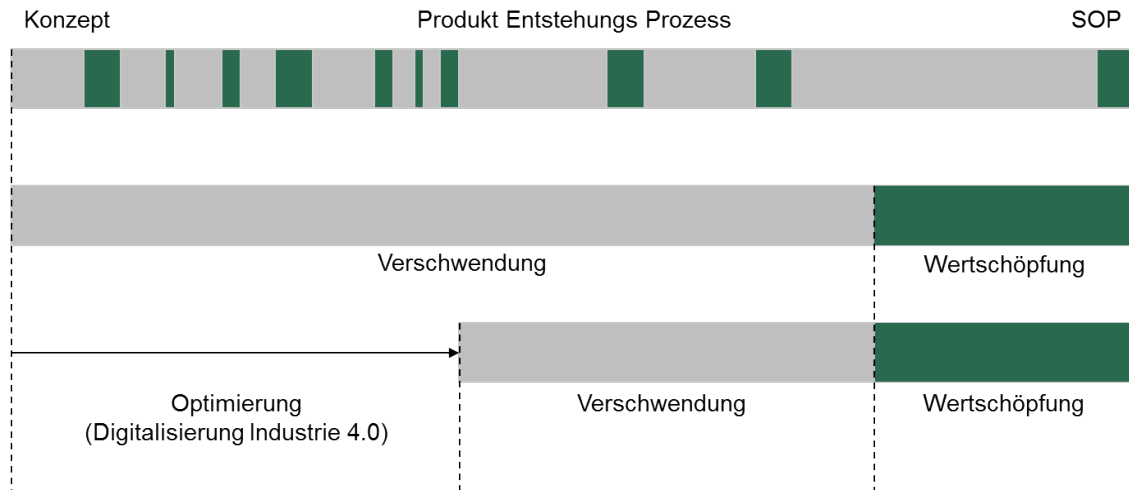 Konzept
Produkt Entstehungs Prozess
SOP
Verschwendung
Wertschöpfung
Optimierung
(Digitalisierung Industrie 4.0)
Verschwendung
Wertschöpfung